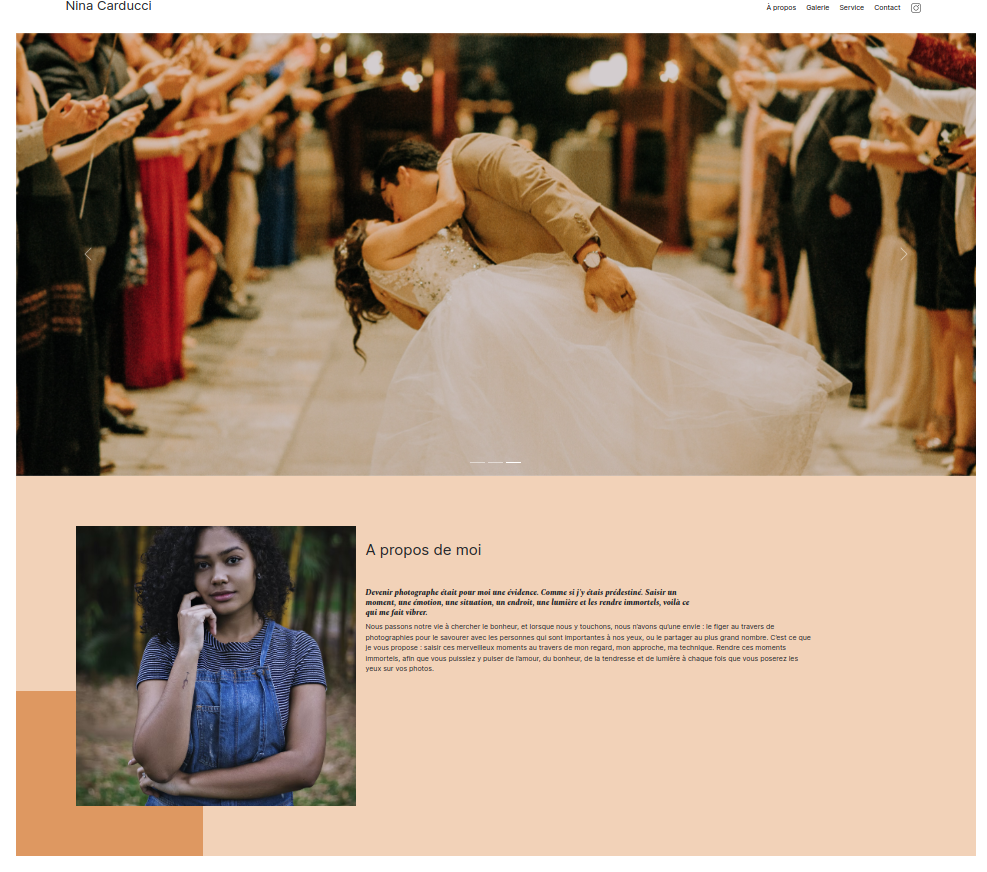 Nina Carducci
À propos Galerie Service Contact
A propos de moi
Devenir photographe était pour moi une évidence. Comme si j'y étais prédestiné. Saisir un
moment, une émotion, une situation, un endroit, une lumière et les rendre immortels, voilà ce
qui me fait vibrer.
Nous passons notre vie à chercher le bonheur, et lorsque nous y touchons, nous n'avons qu'une envie : le figer au travers de
photographies pour le savourer avec les personnes qui sont importantes à nos yeux, ou le partager au plus grand nombre. C'est ce que
je vous propose : saisir ces merveilleux moments au travers de mon regard, mon approche, ma technique. Rendre ces moments
immortels, afin que vous puissiez y puiser de l'amour, du bonheur, de la tendresse et de lumière à chaque fois que vous poserez les
yeux sur vos photos.